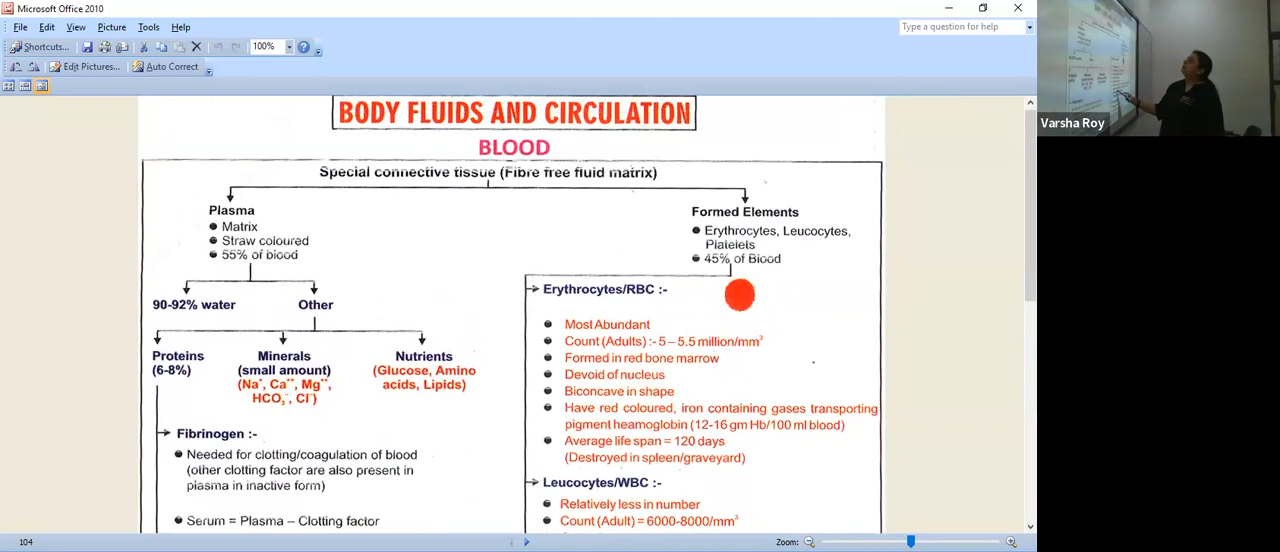 Microsoft Office 2010
File Edit View Picture Tools Help
Type a question for help
Shortcuts...
100%
Edit Pictures...
Auto Correct
Varsha Roy
BODY FLUIDS AND CIRCULATION
BLOOD
Special connective tissue (Fibre free fluid matrix)
Plasma
Matrix
Straw coloured
55% of blood
90-92% water
Other
Proteins
(6-8%)
Minerals
(small amount)
(Na⁺, Ca⁺⁺, Mg⁺⁺,
HCO₃⁻, Cl⁻)
Nutrients
(Glucose, Amino
acids, Lipids)
Fibrinogen :-
Needed for clotting/coagulation of blood
(other clotting factor are also present in
plasma in inactive form)
Serum = Plasma – Clotting factor
Formed Elements
Erythrocytes, Leucocytes,
Platelets
45% of Blood
Erythrocytes/RBC :-
Most Abundant
Count (Adults) :- 5 – 5.5 million/mm³
Formed in red bone marrow
Devoid of nucleus
Biconcave in shape
Have red coloured, iron containing gases transporting
pigment heamoglobin (12-16 gm Hb/100 ml blood)
Average life span = 120 days
(Destroyed in spleen/graveyard)
Leucocytes/WBC :-
Relatively less in number
Count (Adult) = 6000-8000/mm³
104
Zoom: